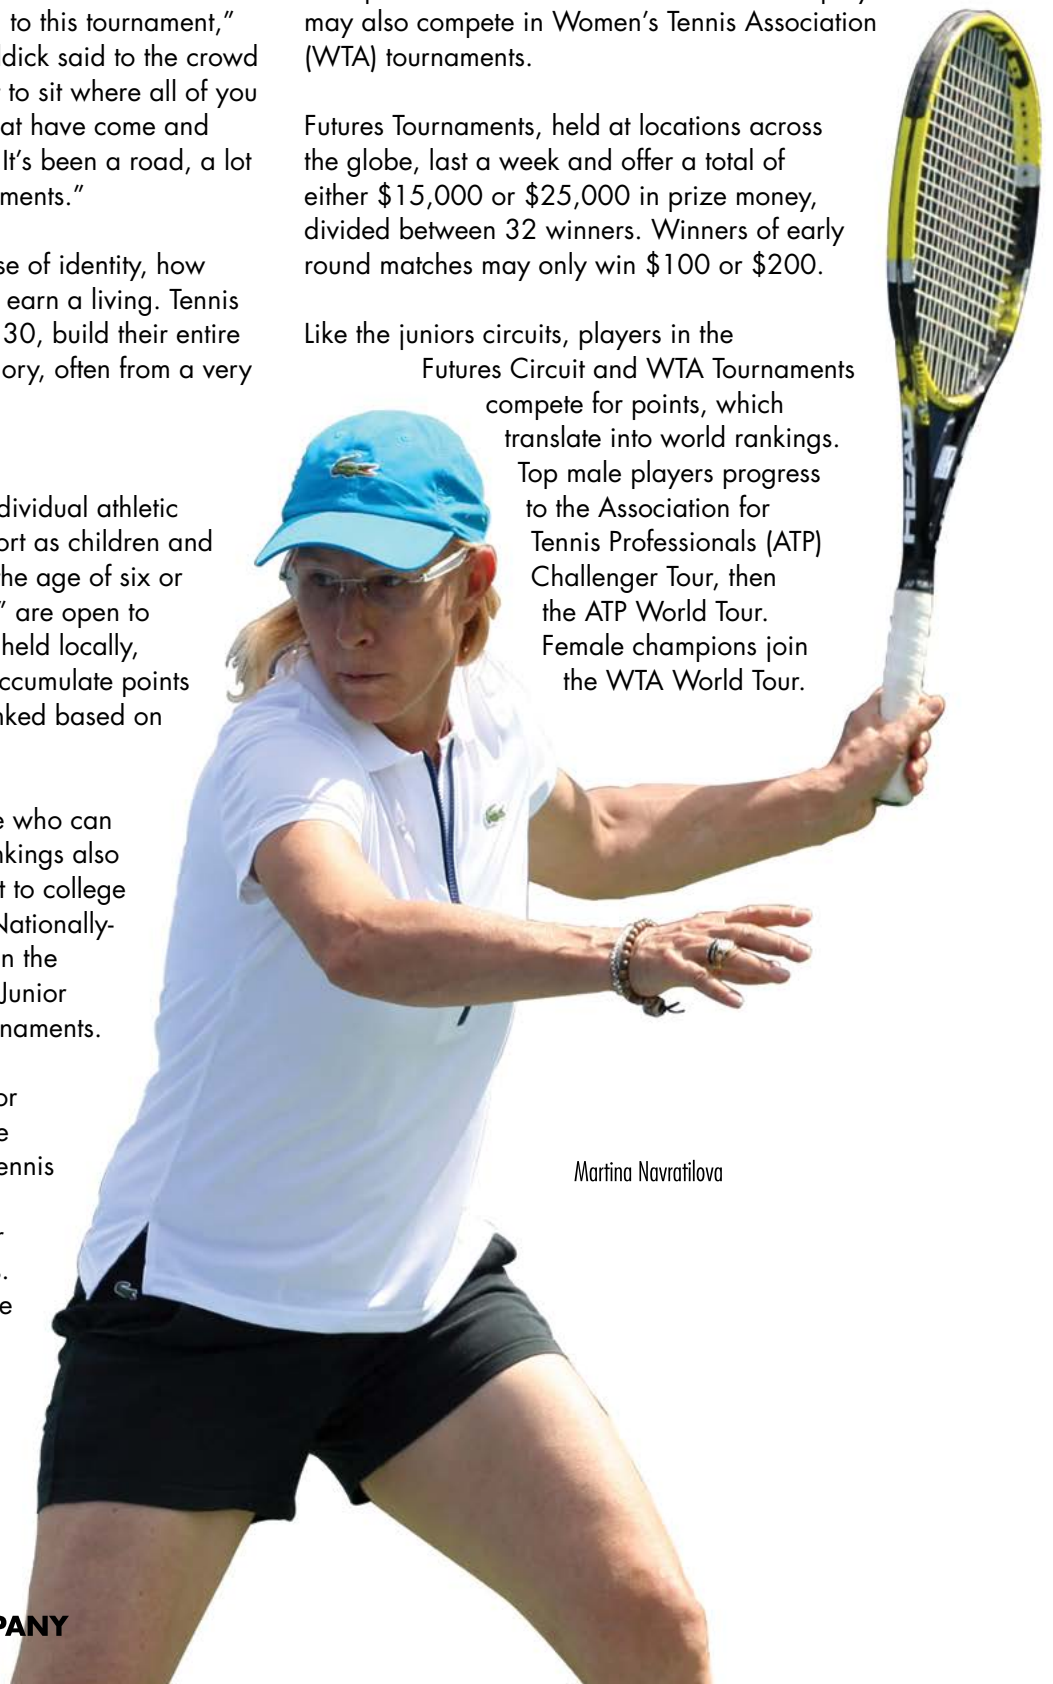 to this tournament,”
dick said to the crowd
to sit where all of you
at have come and
It’s been a road, a lot
ments.”
se of identity, how
earn a living. Tennis
30, build their entire
ory, often from a very
dividual athletic
ort as children and
the age of six or
” are open to
held locally,
ccumulate points
nked based on
e who can
nkings also
t to college
Nationally-
n the
Junior
naments.
or
e
ennis
r
.
e
may also compete in Women’s Tennis Association
(WTA) tournaments.
Futures Tournaments, held at locations across
the globe, last a week and offer a total of
either $15,000 or $25,000 in prize money,
divided between 32 winners. Winners of early
round matches may only win $100 or $200.
Like the juniors circuits, players in the
Futures Circuit and WTA Tournaments
compete for points, which
translate into world rankings.
Top male players progress
to the Association for
Tennis Professionals (ATP)
Challenger Tour, then
the ATP World Tour.
Female champions join
the WTA World Tour.
HEAD
Martina Navratilova
PANY